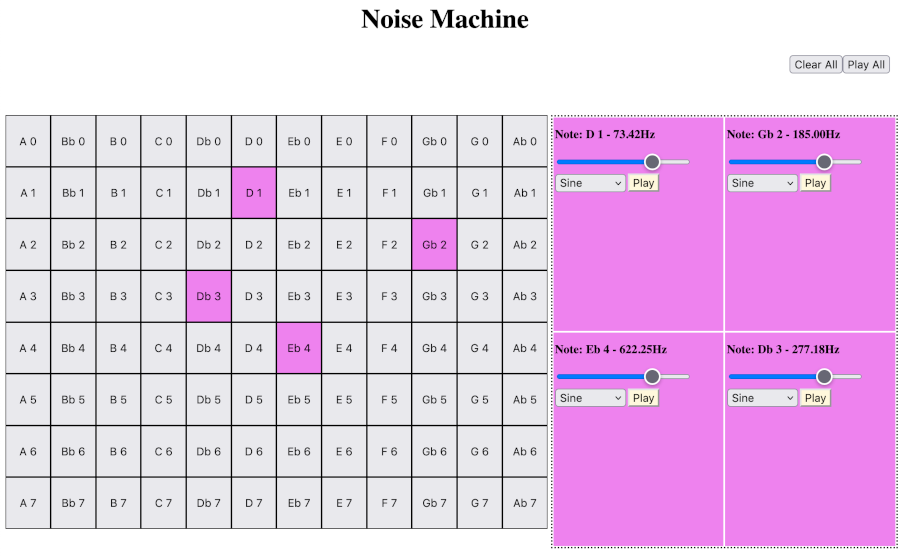 Noise Machine
Clear All Play All
A 0 Bb 0 B 0 C 0 Db 0 D 0 Eb 0 E 0 F 0 Gb 0 G 0 Ab 0
A 1 Bb 1 B 1 C 1 Db 1 D 1 Eb 1 E 1 F 1 Gb 1 G 1 Ab 1
A 2 Bb 2 B 2 C 2 Db 2 D 2 Eb 2 E 2 F 2 Gb 2 G 2 Ab 2
A 3 Bb 3 B 3 C 3 Db 3 D 3 Eb 3 E 3 F 3 Gb 3 G 3 Ab 3
A 4 Bb 4 B 4 C 4 Db 4 D 4 Eb 4 E 4 F 4 Gb 4 G 4 Ab 4
A 5 Bb 5 B 5 C 5 Db 5 D 5 Eb 5 E 5 F 5 Gb 5 G 5 Ab 5
A 6 Bb 6 B 6 C 6 Db 6 D 6 Eb 6 E 6 F 6 Gb 6 G 6 Ab 6
A 7 Bb 7 B 7 C 7 Db 7 D 7 Eb 7 E 7 F 7 Gb 7 G 7 Ab 7
Note: D 1 - 73.42Hz
Sine Play
Note: Gb 2 - 185.00Hz
Sine Play
Note: Eb 4 - 622.25Hz
Sine Play
Note: Db 3 - 277.18Hz
Sine Play